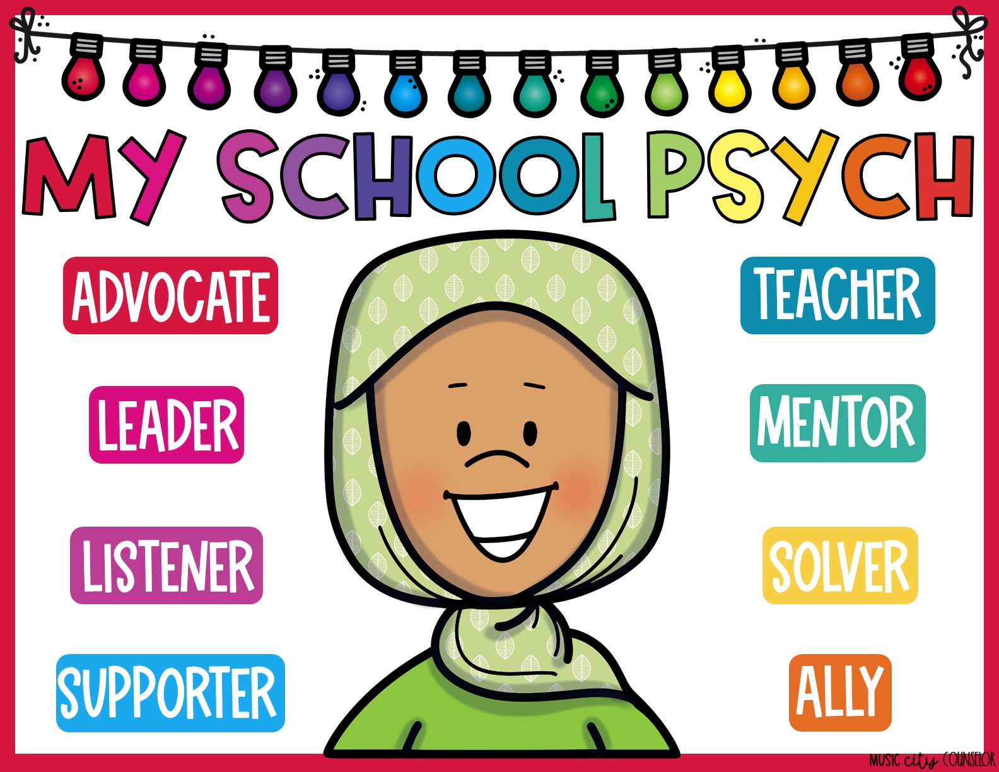 MY SCHOOL PSYCH
ADVOCATE
LEADER
LISTENER
SUPPORTER
TEACHER
MENTOR
SOLVER
ALLY
MUSIC city COUNSELOR